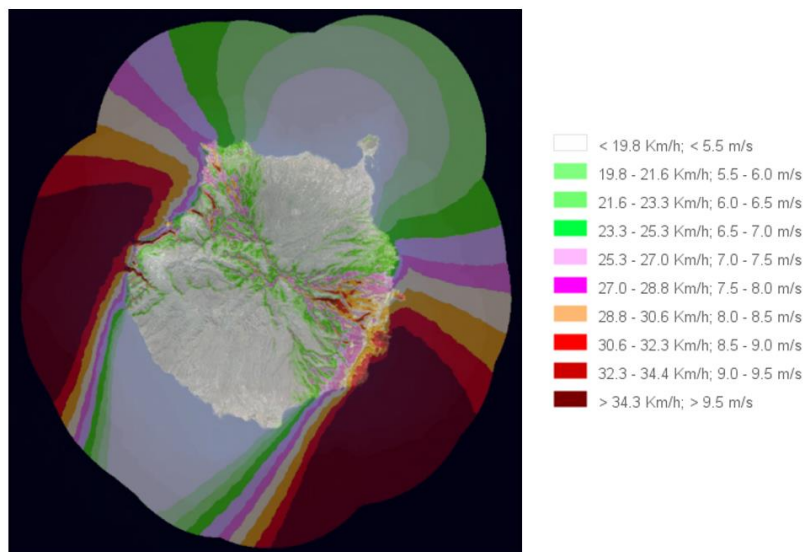 < 19.8 Km/h; < 5.5 m/s
19.8 - 21.6 Km/h; 5.5 - 6.0 m/s
21.6 - 23.3 Km/h; 6.0 - 6.5 m/s
23.3 - 25.3 Km/h; 6.5 - 7.0 m/s
25.3 - 27.0 Km/h; 7.0 - 7.5 m/s
27.0 - 28.8 Km/h; 7.5 - 8.0 m/s
28.8 - 30.6 Km/h; 8.0 - 8.5 m/s
30.6 - 32.3 Km/h; 8.5 - 9.0 m/s
32.3 - 34.4 Km/h; 9.0 - 9.5 m/s
> 34.3 Km/h; > 9.5 m/s